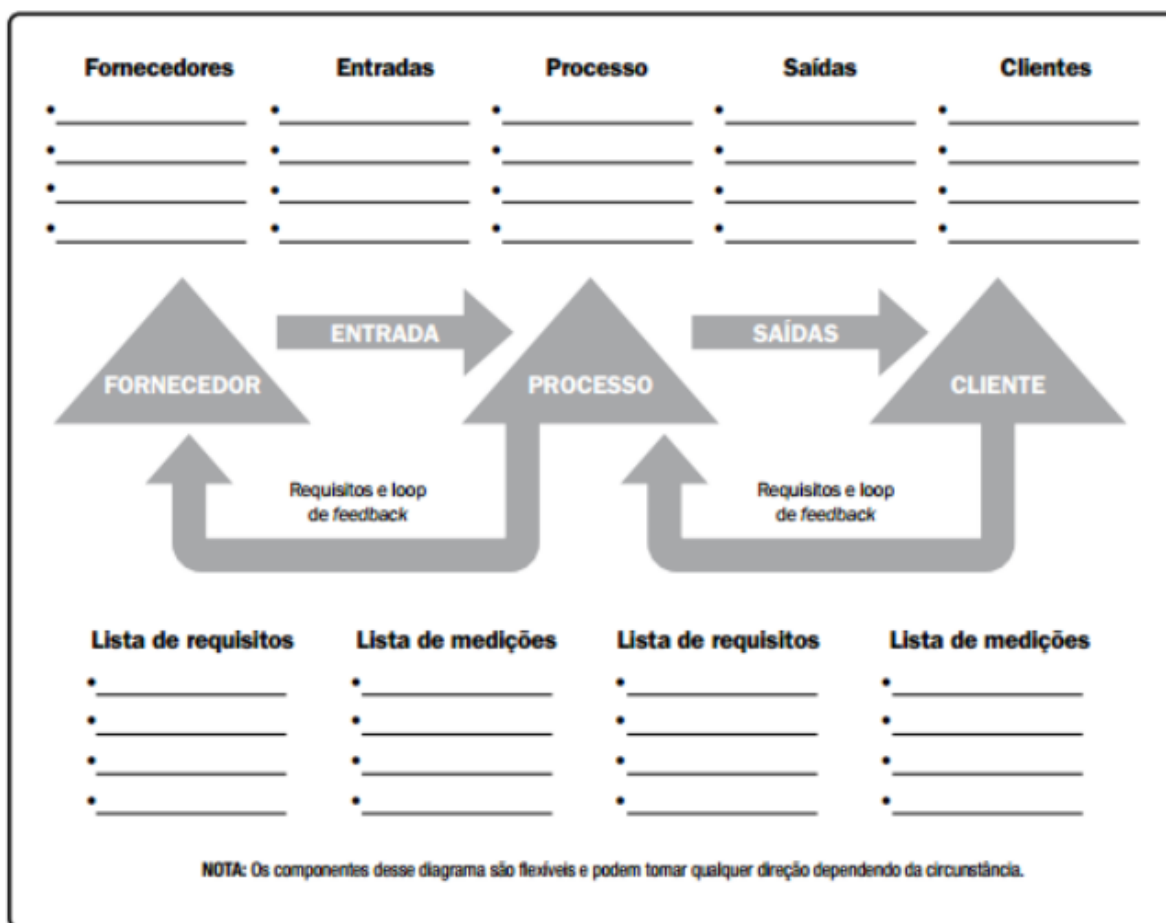 Fornecedores Entradas Processo Saídas Clientes
ENTRADA SAÍDAS
FORNECEDOR PROCESSO CLIENTE
Requisitos e loop
de feedback
Requisitos e loop
de feedback
Lista de requisitos Lista de medições Lista de requisitos Lista de medições
NOTA: Os componentes desse diagrama são flexíveis e podem tomar qualquer direção dependendo da circunstância.